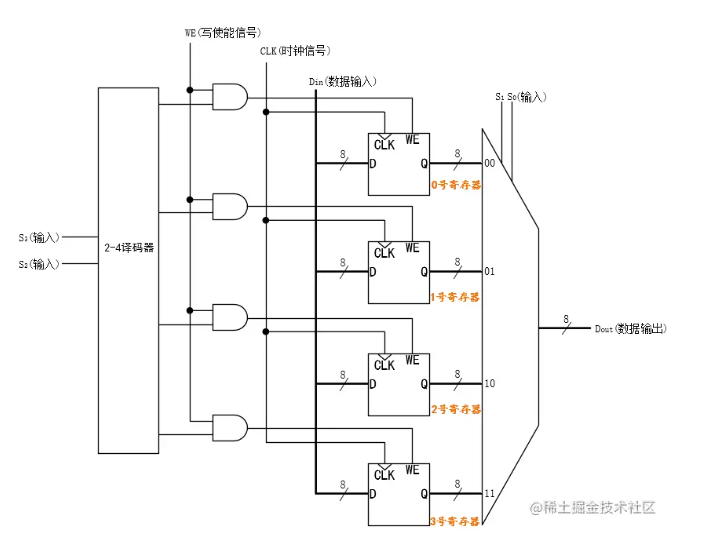 WE(写使能信号)
CLK(时钟信号)
Din(数据输入)
S1 S0(输入)
8
CLK WE
D Q
8
00
0号寄存器
8
CLK WE
D Q
8
01
1号寄存器
S1(输入)
2-4译码器
S2(输入)
8
Dout(数据输出)
8
CLK WE
D Q
8
10
2号寄存器
8
CLK WE
D Q
8
11
3号寄存器
@稀土掘金技术社区